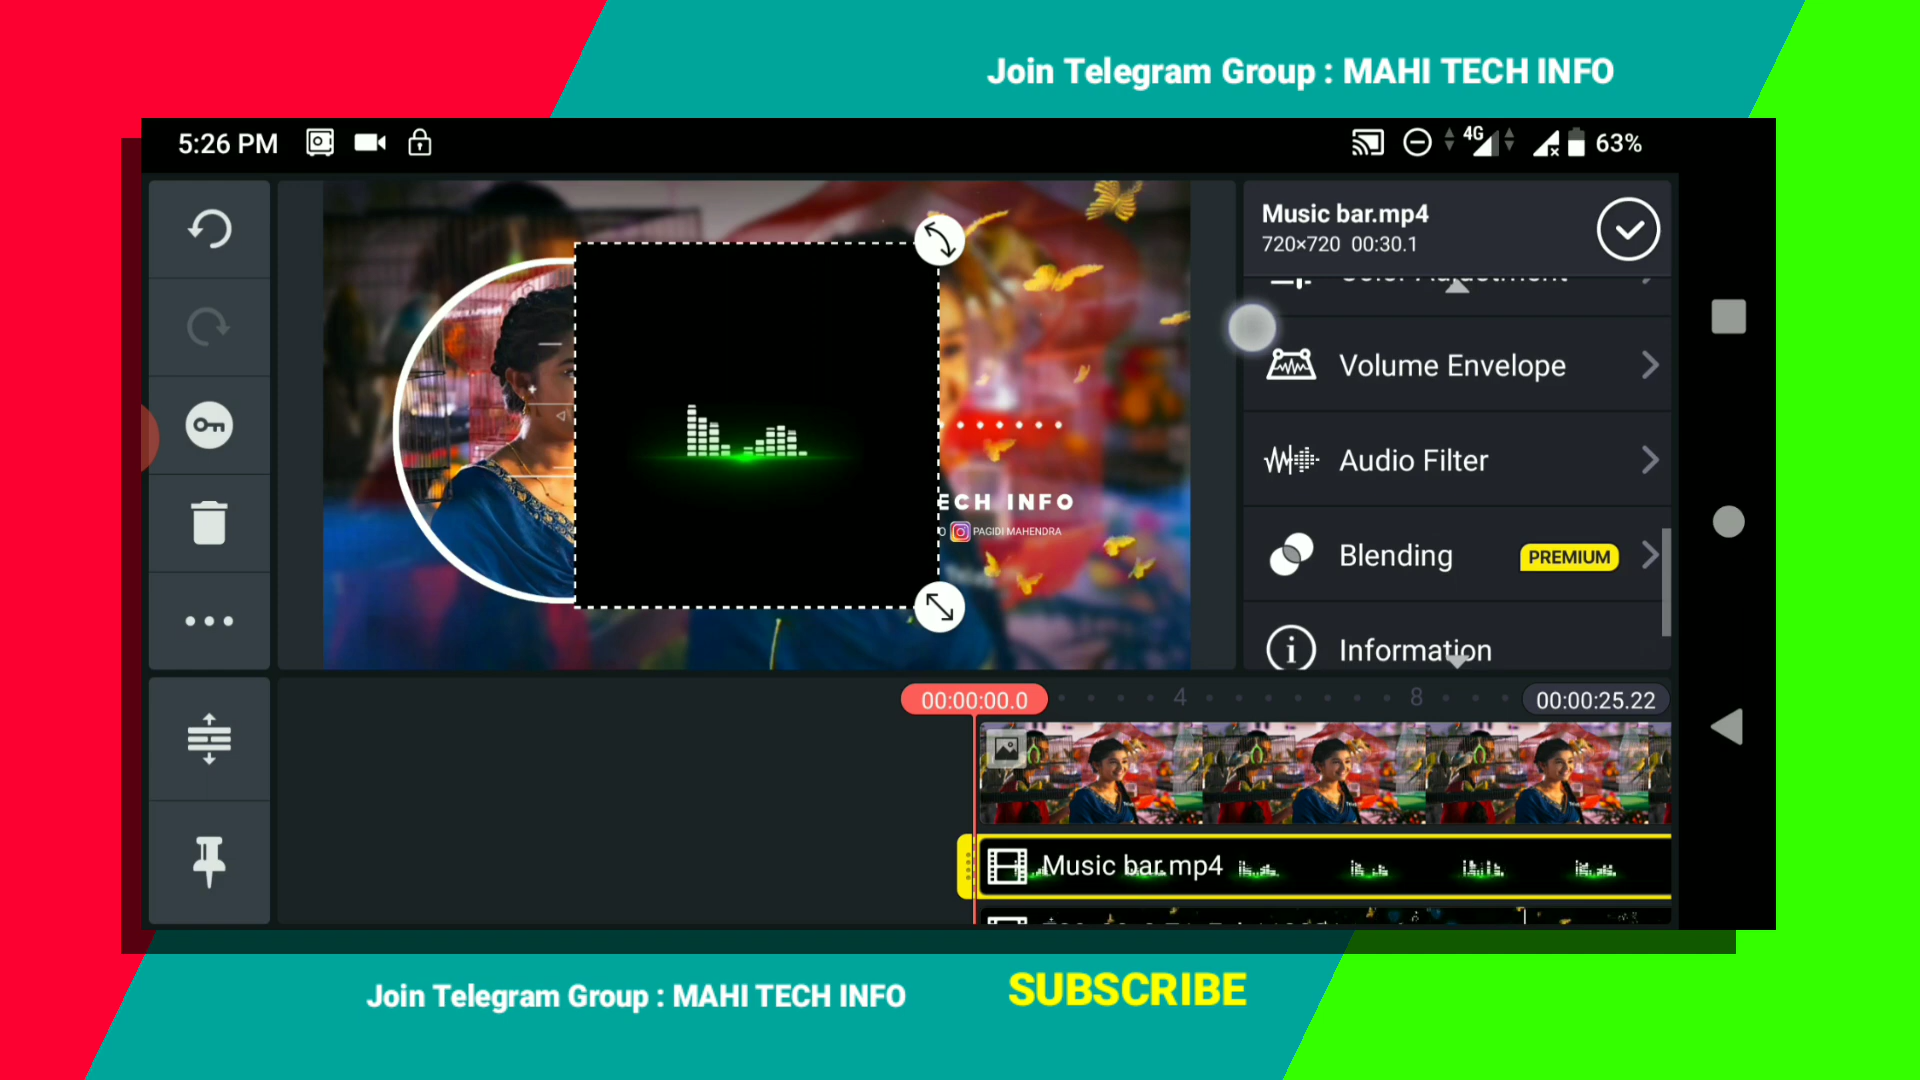 Join Telegram Group : MAHI TECH INFO
5:26 PM
4G
63%
Music bar.mp4
720×720 00:30.1
Color Adjustment
Volume Envelope
Audio Filter
Blending
PREMIUM
Information
ECH INFO
PAGIDI MAHENDRA
00:00:00.0
4
8
00:00:25.22
Music bar.mp4
Join Telegram Group : MAHI TECH INFO
SUBSCRIBE